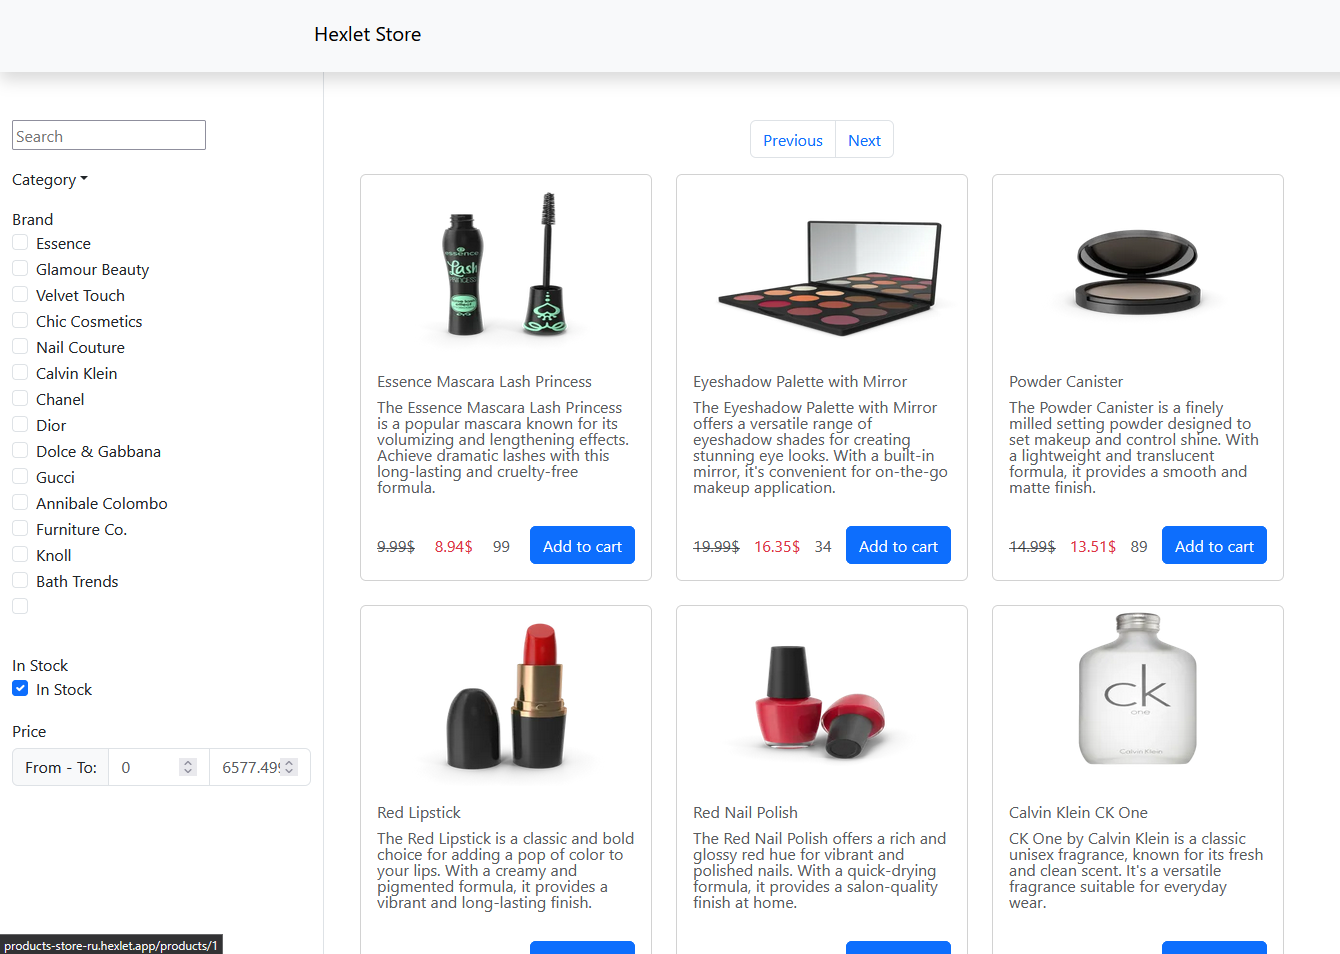 Hexlet Store
Search
Category
Brand
Essence
Glamour Beauty
Velvet Touch
Chic Cosmetics
Nail Couture
Calvin Klein
Chanel
Dior
Dolce & Gabbana
Gucci
Annibale Colombo
Furniture Co.
Knoll
Bath Trends
In Stock
In Stock
Price
From - To:
0
6577.499
Previous
Next
essence
Lash
PRINCESS
Essence Mascara Lash Princess
The Essence Mascara Lash Princess
is a popular mascara known for its
volumizing and lengthening effects.
Achieve dramatic lashes with this
long-lasting and cruelty-free
formula.
9.99$ 8.94$ 99 Add to cart
Eyeshadow Palette with Mirror
The Eyeshadow Palette with Mirror
offers a versatile range of
eyeshadow shades for creating
stunning eye looks. With a built-in
mirror, it's convenient for on-the-go
makeup application.
19.99$ 16.35$ 34 Add to cart
Powder Canister
The Powder Canister is a finely
milled setting powder designed to
set makeup and control shine. With
a lightweight and translucent
formula, it provides a smooth and
matte finish.
14.99$ 13.51$ 89 Add to cart
Red Lipstick
The Red Lipstick is a classic and bold
choice for adding a pop of color to
your lips. With a creamy and
pigmented formula, it provides a
vibrant and long-lasting finish.
Red Nail Polish
The Red Nail Polish offers a rich and
glossy red hue for vibrant and
polished nails. With a quick-drying
formula, it provides a salon-quality
finish at home.
ck
one
Calvin Klein
Calvin Klein CK One
CK One by Calvin Klein is a classic
unisex fragrance, known for its fresh
and clean scent. It's a versatile
fragrance suitable for everyday
wear.
products-store-ru.hexlet.app/products/1